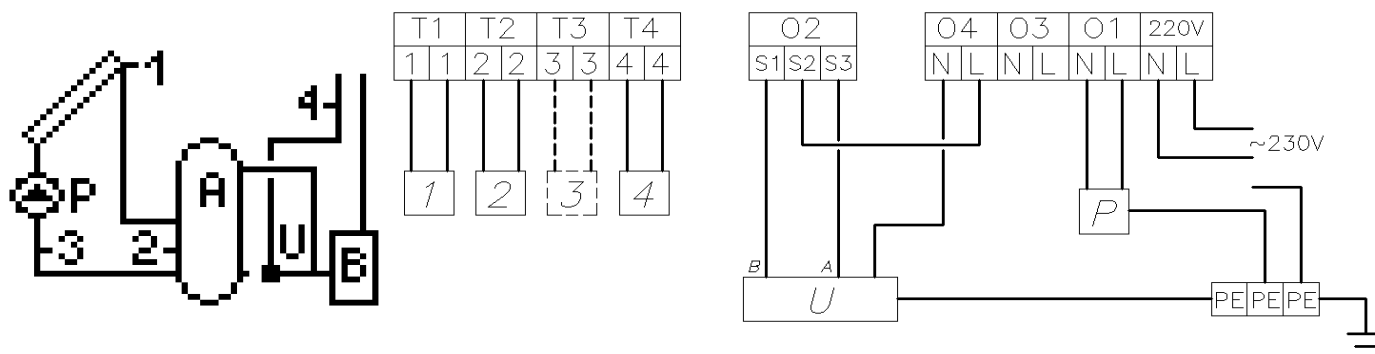 T1 T2 T3 T4 O2 O4 O3 O1 220V
1 1 2 2 3 3 4 4 S1 S2 S3 N L N L N L N L
1
4
~230V
P A 1 2 3 4 P
3 2 U B
B A
U PE PE PE